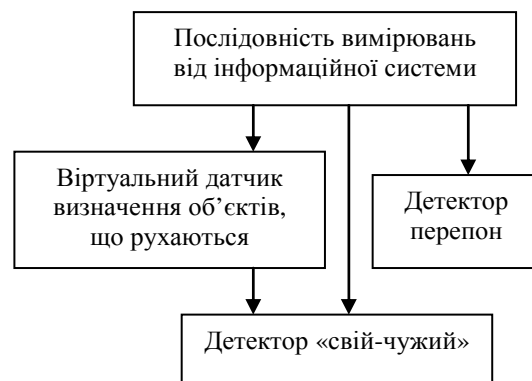 Послідовність вимірювань
від інформаційної системи
Віртуальний датчик
визначення об’єктів,
що рухаються
Детектор
перепон
Детектор «свій-чужий»